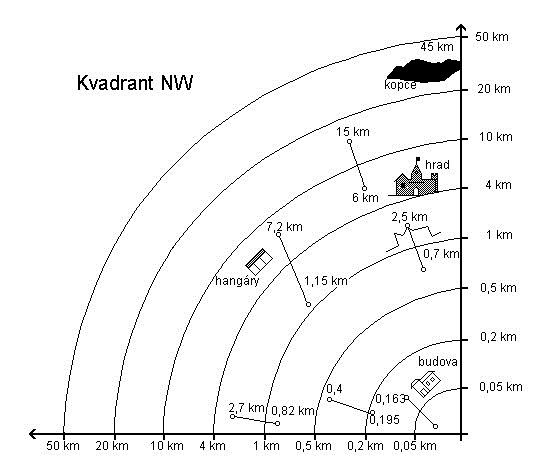 50 km
45 km
Kvadrant NW
kopce
20 km
15 km
10 km
hrad
6 km
4 km
2,5 km
7,2 km
1 km
0,7 km
hangáry
1,15 km
0,5 km
0,2 km
budova
0,05 km
0,4
0,163
2,7 km
0,82 km
0,195
50 km
20 km
10 km
4 km
1 km
0,5 km
0,2 km
0,05 km